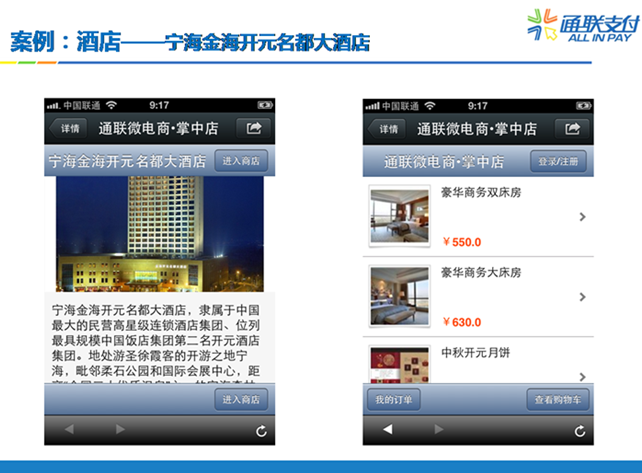 案例：酒店——宁海金海开元名都大酒店
通联支付
ALL IN PAY
中国联通 9:17
详情 通联微电商·掌中店
宁海金海开元名都大酒店 进入商店
宁海金海开元名都大酒店，隶属于中国
最大的民营高星级连锁酒店集团、位列
最具规模中国饭店集团第二名开元酒店
集团。地处游圣徐霞客的开游之地宁
海，毗邻柔石公园和国际会展中心，距
进入商店
中国联通 9:17
详情 通联微电商·掌中店
通联微电商·掌中店 登录/注册
豪华商务双床房
￥550.0
豪华商务大床房
￥630.0
中秋开元月饼
我的订单 查看购物车